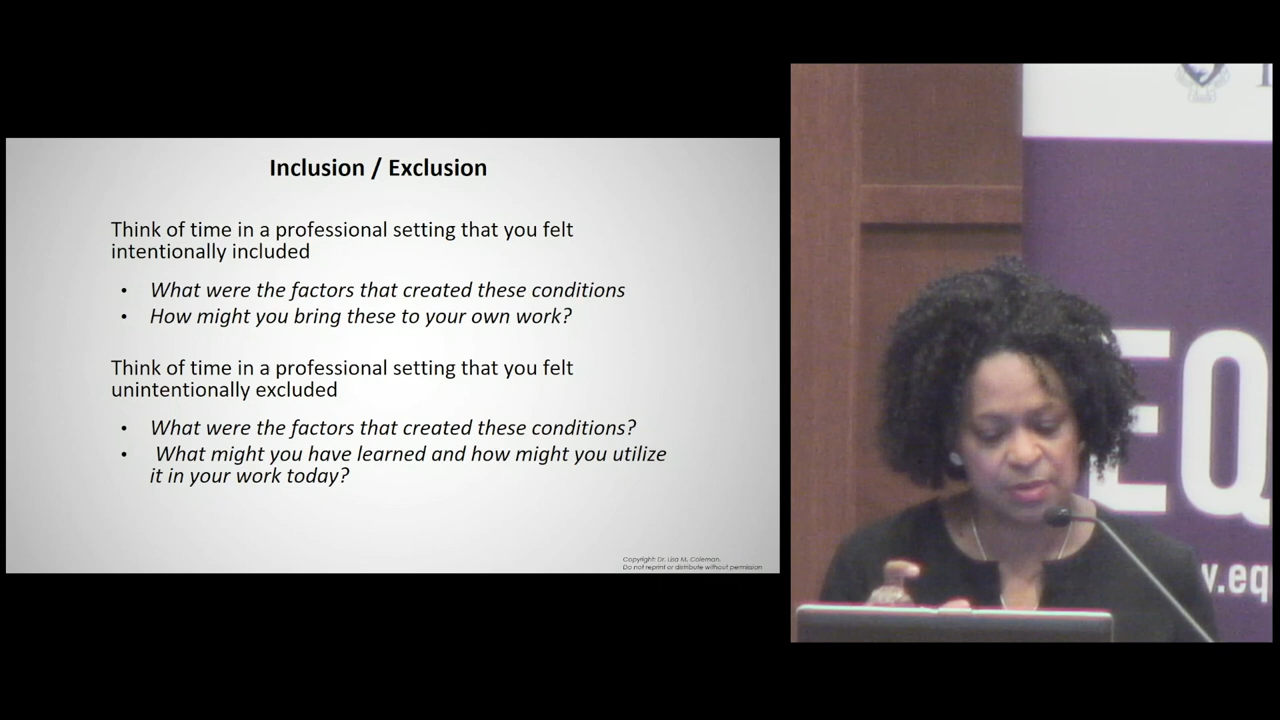 Inclusion / Exclusion
Think of time in a professional setting that you felt
intentionally included
• What were the factors that created these conditions
• How might you bring these to your own work?
Think of time in a professional setting that you felt
unintentionally excluded
• What were the factors that created these conditions?
• What might you have learned and how might you utilize
it in your work today?
Copyright: Dr. Lisa M. Coleman.
Do not reprint or distribute without permission
EQ
v.eq